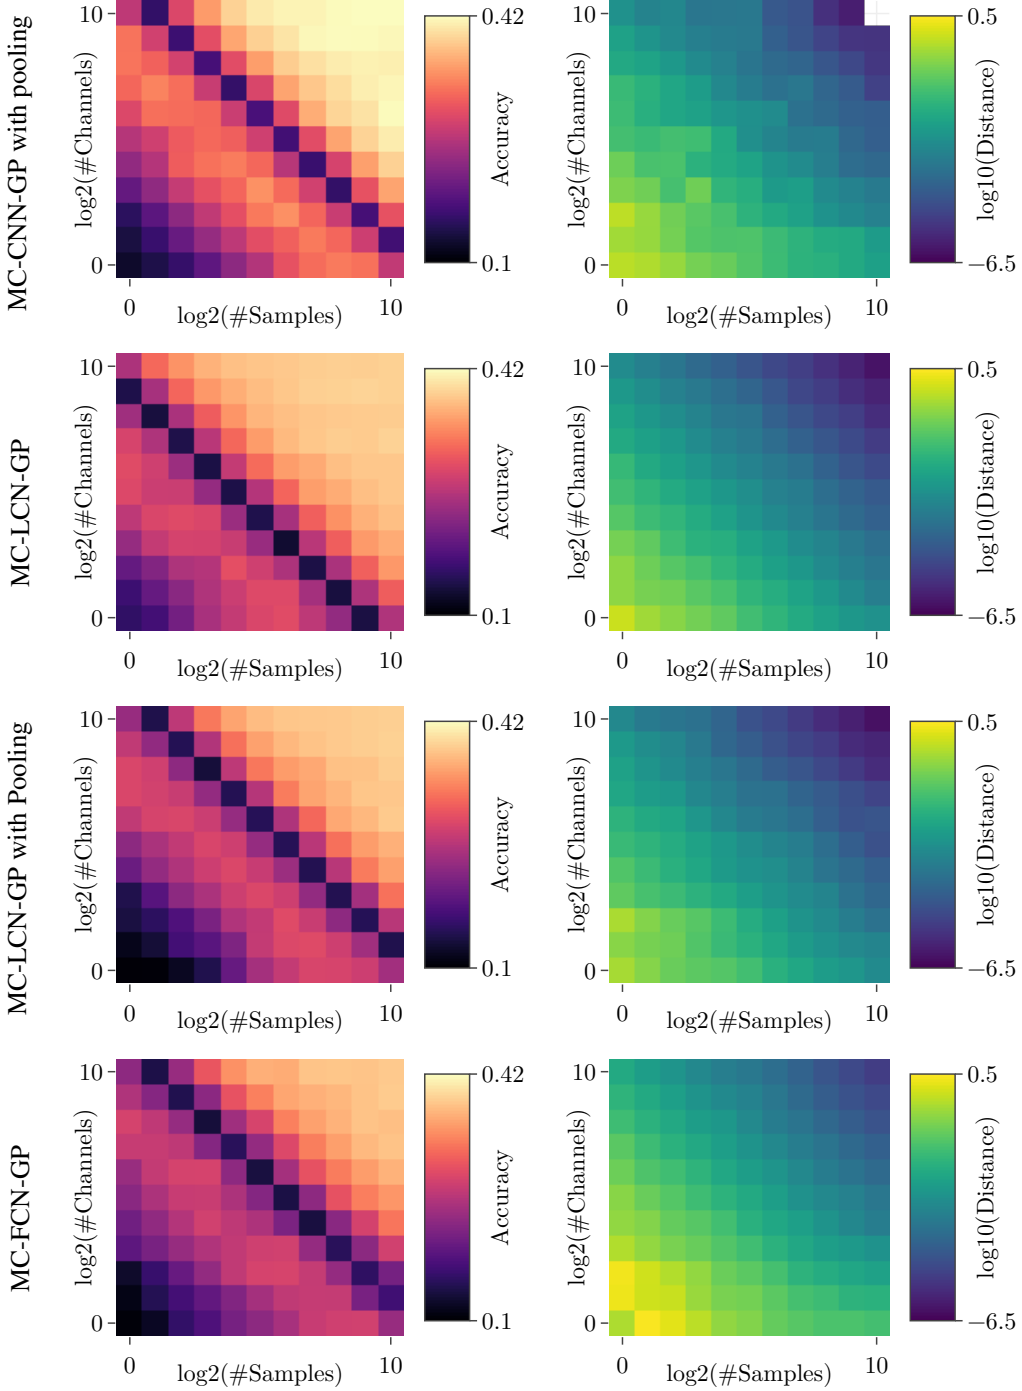 MC-CNN-GP with pooling
log2(#Channels)
10
0
0
10
log2(#Samples)
0.42
0.1
Accuracy
log2(#Channels)
10
0
0
10
log2(#Samples)
0.5
−6.5
log10(Distance)
MC-LCN-GP
log2(#Channels)
10
0
0
10
log2(#Samples)
0.42
0.1
Accuracy
log2(#Channels)
10
0
0
10
log2(#Samples)
0.5
−6.5
log10(Distance)
MC-LCN-GP with Pooling
log2(#Channels)
10
0
0
10
log2(#Samples)
0.42
0.1
Accuracy
log2(#Channels)
10
0
0
10
log2(#Samples)
0.5
−6.5
log10(Distance)
MC-FCN-GP
log2(#Channels)
10
0
0
10
log2(#Samples)
0.42
0.1
Accuracy
log2(#Channels)
10
0
0
10
log2(#Samples)
0.5
−6.5
log10(Distance)